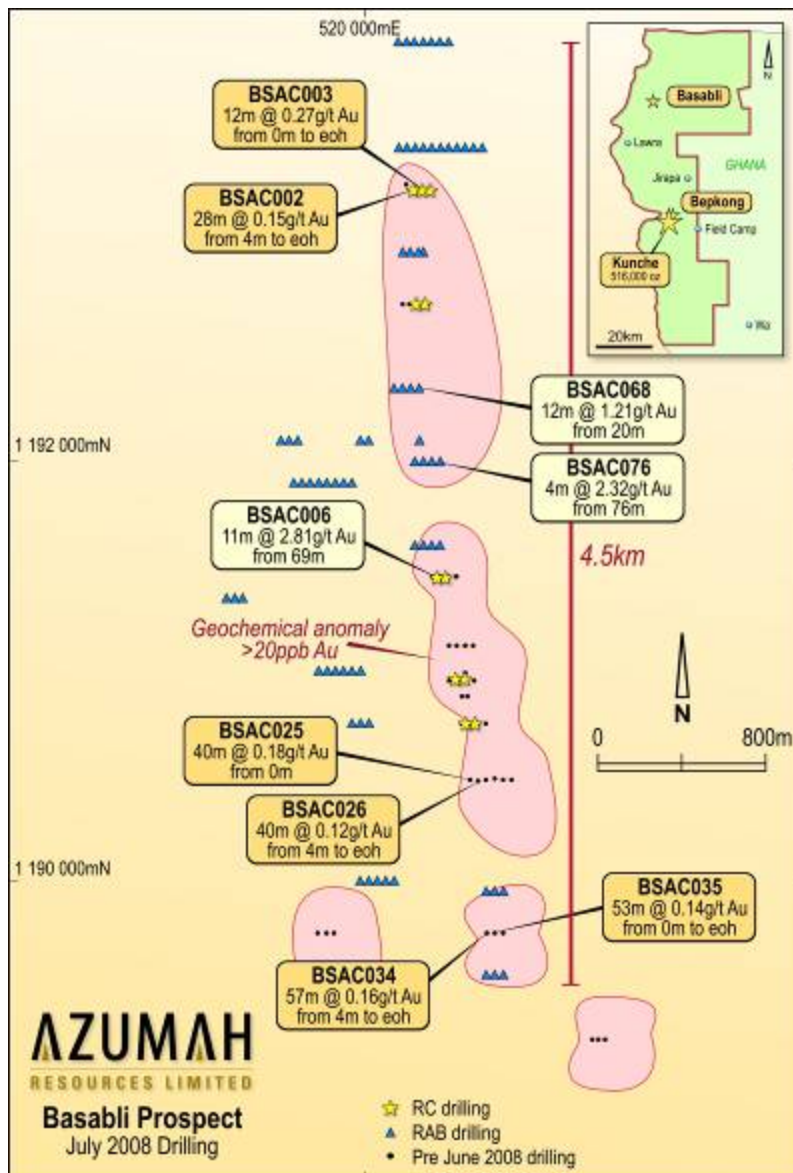 520 000mE
BSAC003
12m @ 0.27g/t Au
from 0m to eoh
BSAC002
28m @ 0.15g/t Au
from 4m to eoh
N
Basabli
Lawra
GHANA
Jirapa
Bepkong
Field Camp
Kunche
516,000 oz
Wa
20km
BSAC068
12m @ 1.21g/t Au
from 20m
1 192 000mN
BSAC076
4m @ 2.32g/t Au
from 76m
BSAC006
11m @ 2.81g/t Au
from 69m
4.5km
Geochemical anomaly
>20ppb Au
N
0 800m
BSAC025
40m @ 0.18g/t Au
from 0m
BSAC026
40m @ 0.12g/t Au
from 4m to eoh
1 190 000mN
BSAC035
53m @ 0.14g/t Au
from 0m to eoh
BSAC034
57m @ 0.16g/t Au
from 4m to eoh
AZUMAH
RESOURCES LIMITED
Basabli Prospect
July 2008 Drilling
RC drilling
RAB drilling
Pre June 2008 drilling